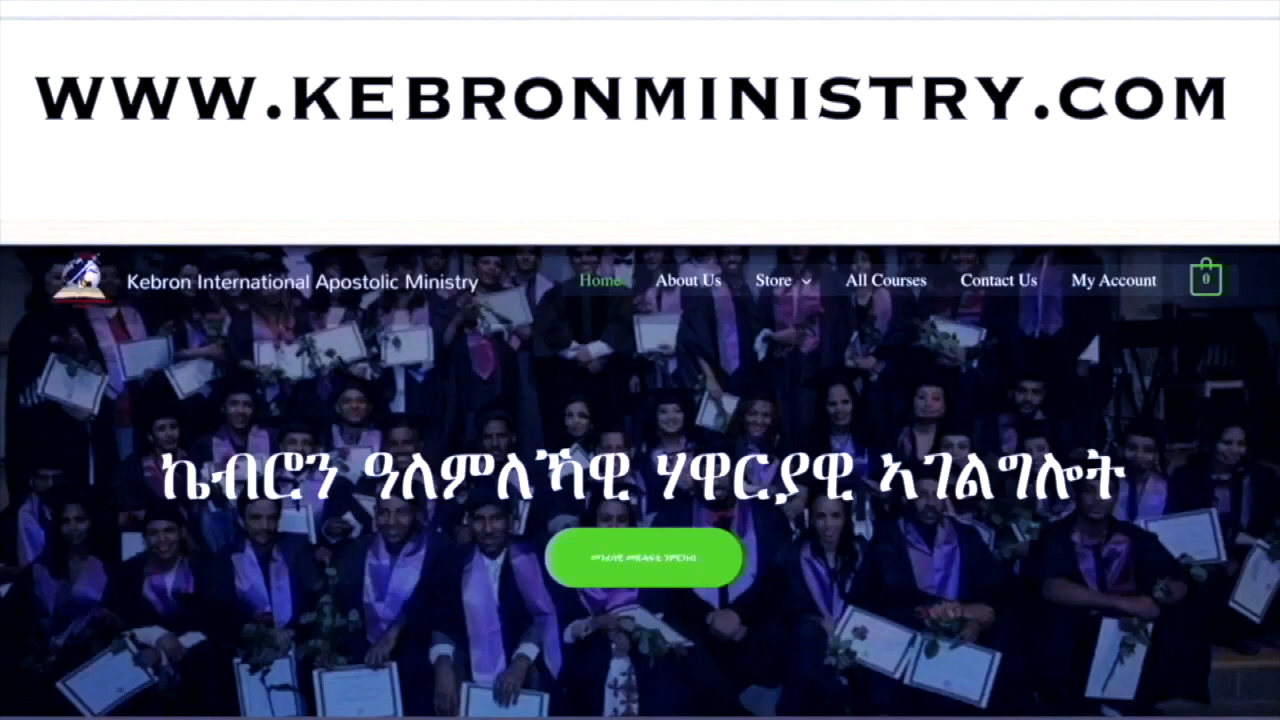 WWW.KEBRONMINISTRY.COM
Kebron International Apostolic Ministry Home About Us Store All Courses Contact Us My Account 0
ኬብሮን ዓለምለኻዊ ሃዋርያዊ ኣገልግሎት